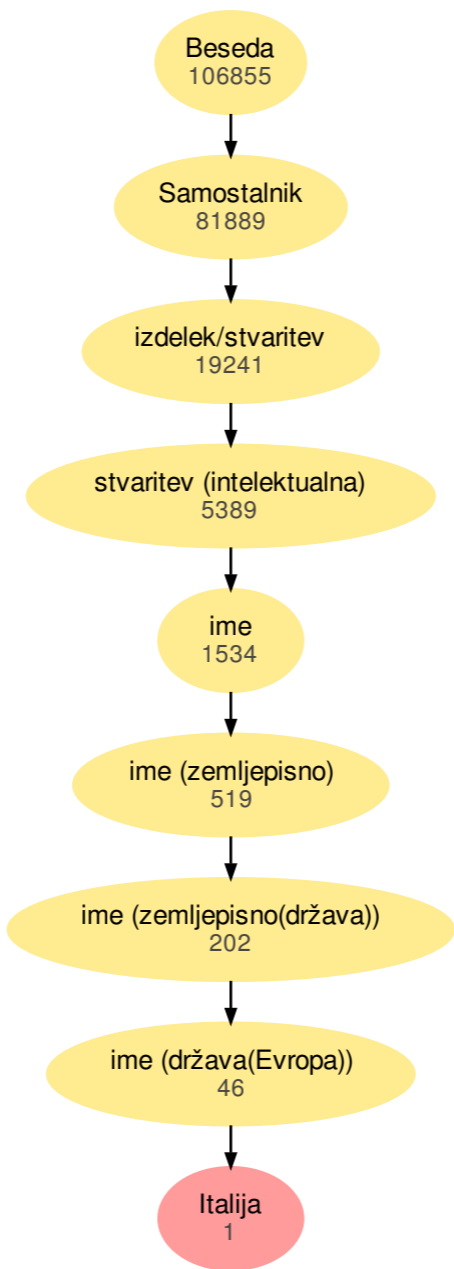 Beseda
106855
Samostalnik
81889
izdelek/stvaritev
19241
stvaritev (intelektualna)
5389
ime
1534
ime (zemljepisno)
519
ime (zemljepisno(država))
202
ime (država(Evropa))
46
Italija
1